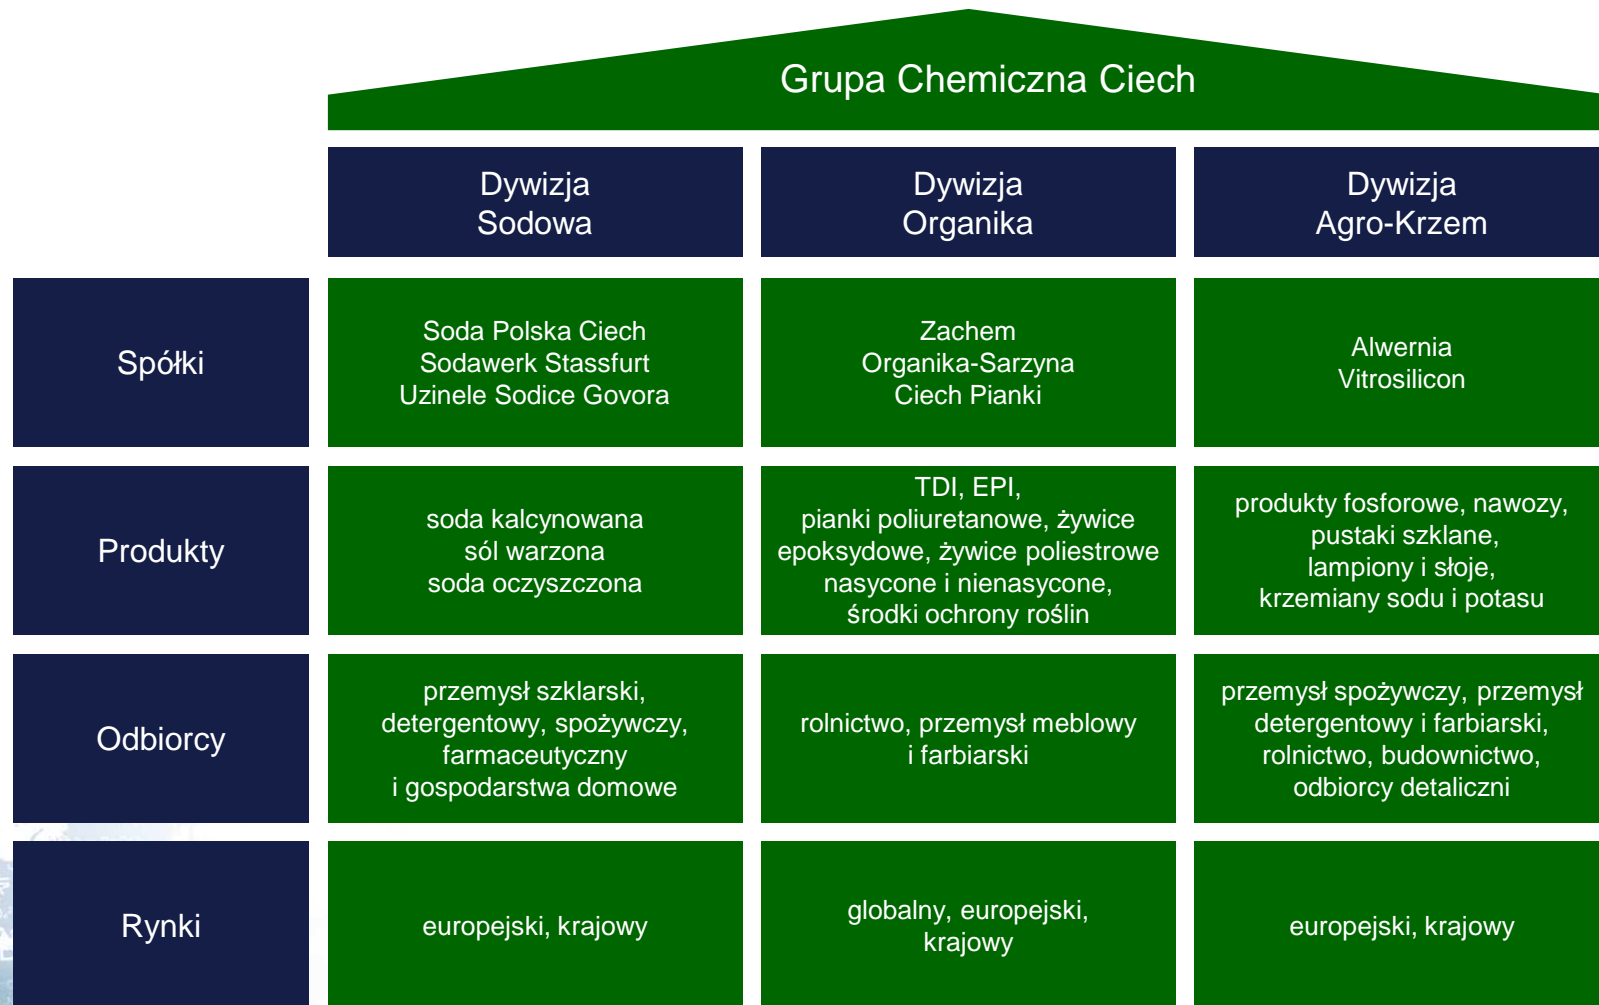 Grupa Chemiczna Ciech
Dywizja
Sodowa
Dywizja
Organika
Dywizja
Agro-Krzem
Spółki
Soda Polska Ciech
Sodawerk Stassfurt
Uzinele Sodice Govora
Zachem
Organika-Sarzyna
Ciech Pianki
Alwernia
Vitrosilicon
Produkty
soda kalcynowana
sól warzona
soda oczyszczona
TDI, EPI,
pianki poliuretanowe, żywice
epoksydowe, żywice poliestrowe
nasycone i nienasycone,
środki ochrony roślin
produkty fosforowe, nawozy,
pustaki szklane,
lampiony i słoje,
krzemiany sodu i potasu
Odbiorcy
przemysł szklarski,
detergentowy, spożywczy,
farmaceutyczny
i gospodarstwa domowe
rolnictwo, przemysł meblowy
i farbiarski
przemysł spożywczy, przemysł
detergentowy i farbiarski,
rolnictwo, budownictwo,
odbiorcy detaliczni
Rynki
europejski, krajowy
globalny, europejski,
krajowy
europejski, krajowy